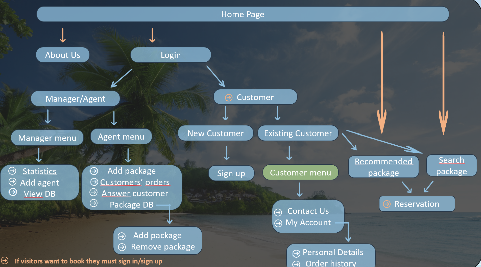 Home Page
About Us
Login
Manager/Agent
Customer
Manager menu
Agent menu
New Customer
Existing Customer
Recommended
package
Search
package
Statistics
Add agent
View DB
Add package
Customers' orders
Answer customer
Package DB
Sign up
Customer menu
Reservation
Contact Us
My Account
Add package
Remove package
Personal Details
Order history
If visitors want to book they must sign in/sign up